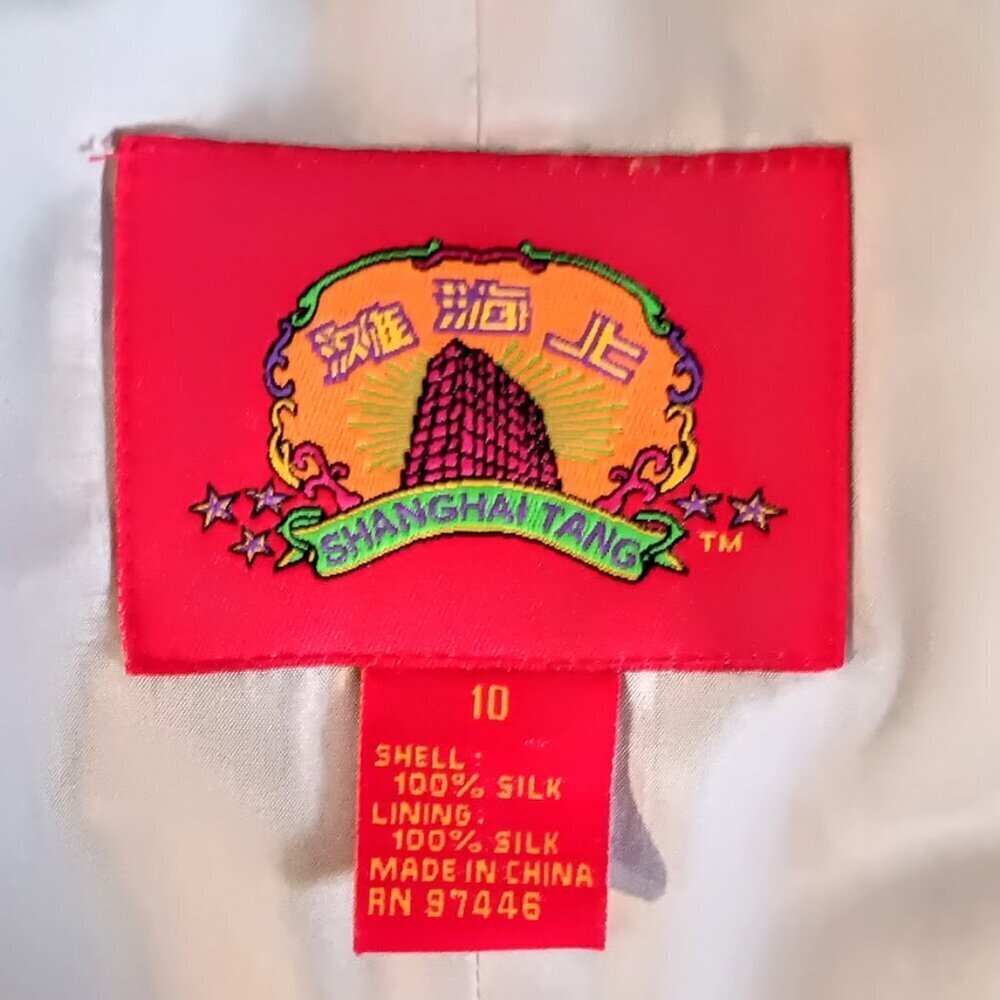 上海灘
SHANGHAI TANG
TM
10
SHELL:
100% SILK
LINING:
100% SILK
MADE IN CHINA
RN 97446